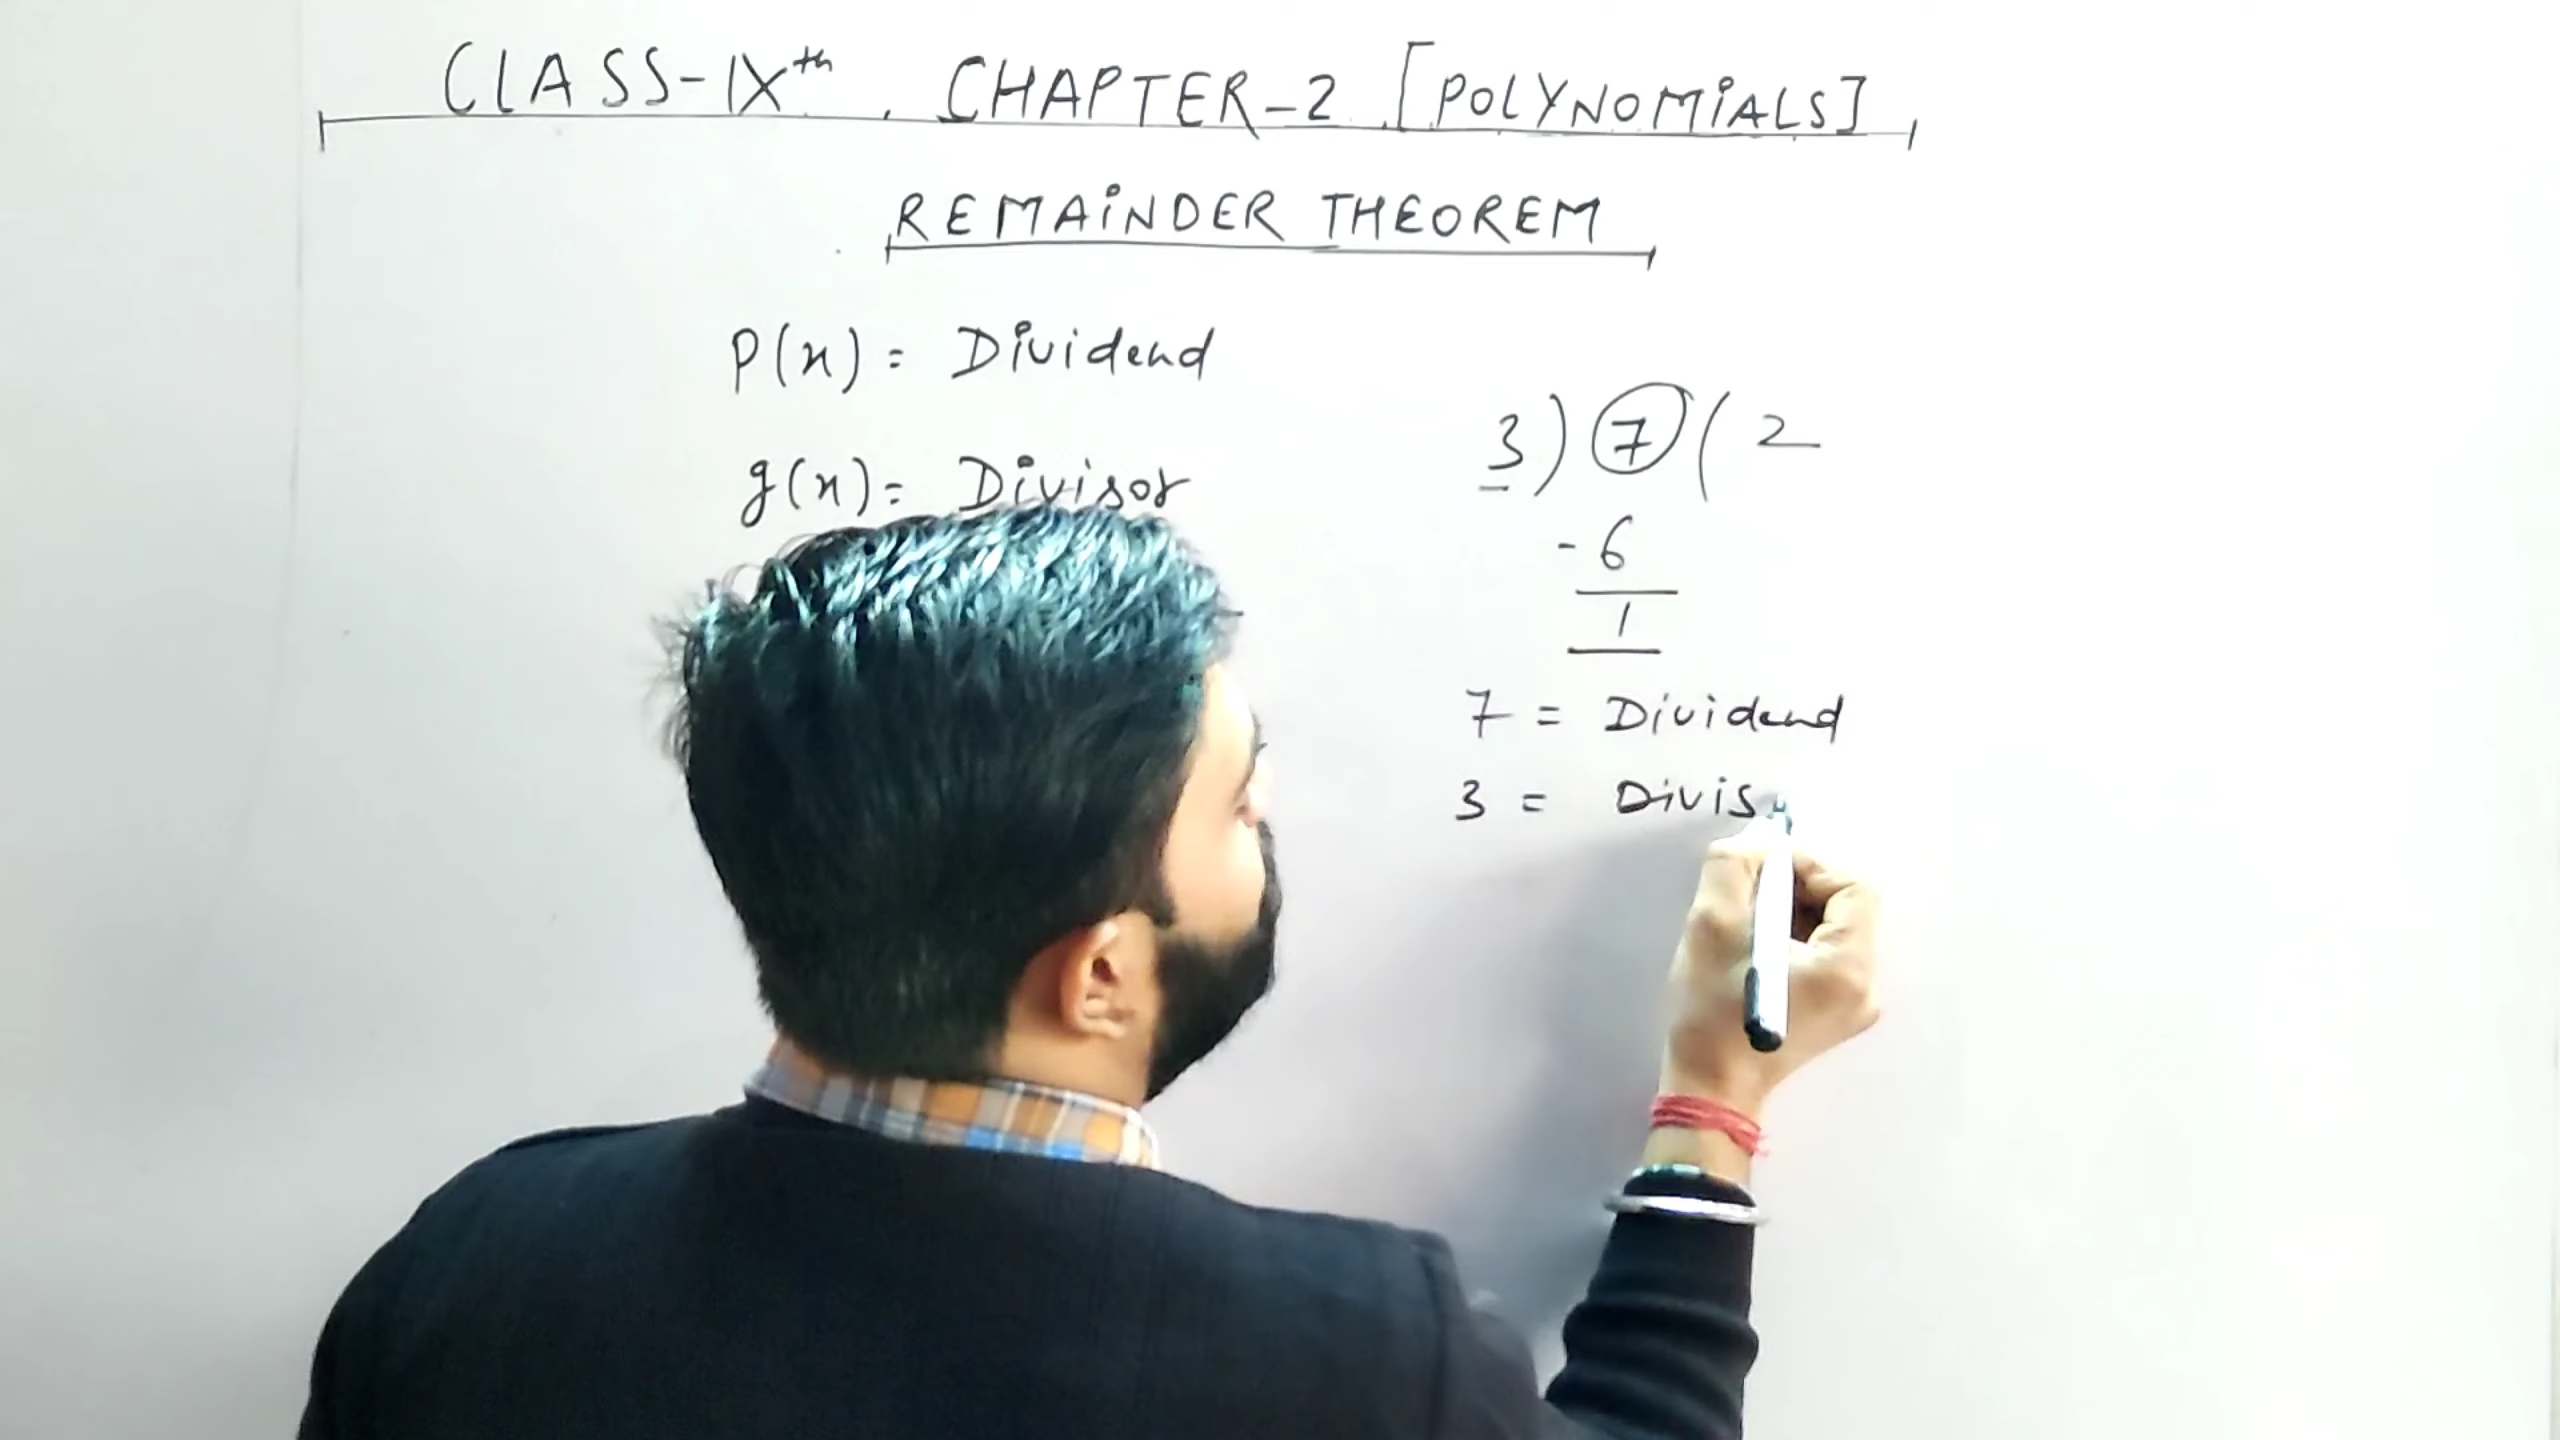 CLASS-IXth, CHAPTER-2 [POLYNOMIALS]
REMAINDER THEOREM
P(x) = Dividend
g(x) = Divisor
3) 7 ( 2
- 6
1
7 = Dividend
3 = Divis